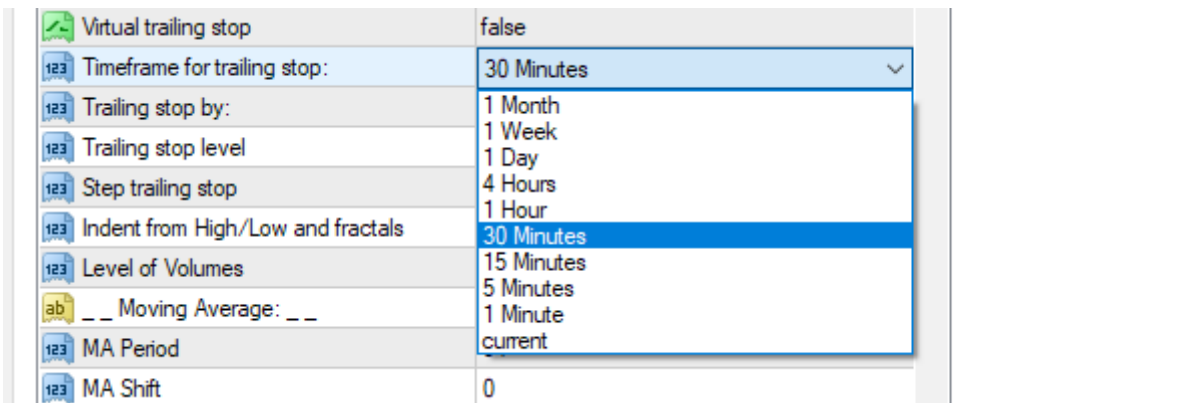 Virtual trailing stop false
Timeframe for trailing stop: 30 Minutes
Trailing stop by:
Trailing stop level
Step trailing stop
Indent from High/Low and fractals
Level of Volumes
_ _ Moving Average: _ _
MA Period
MA Shift 0
1 Month
1 Week
1 Day
4 Hours
1 Hour
30 Minutes
15 Minutes
5 Minutes
1 Minute
current